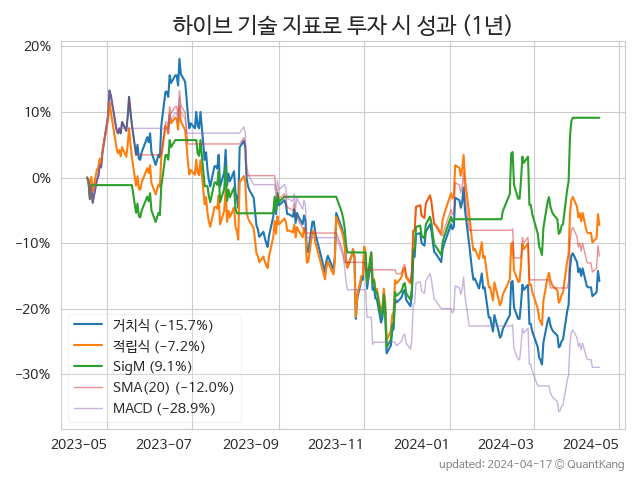 하이브 기술 지표로 투자 시 성과 (1년)
20%
10%
0%
−10%
−20%
−30%
거치식 (−15.7%)
적립식 (−7.2%)
SigM (9.1%)
SMA(20) (−12.0%)
MACD (−28.9%)
2023-05 2023-07 2023-09 2023-11 2024-01 2024-03 2024-05
updated: 2024-04-17 © QuantKang